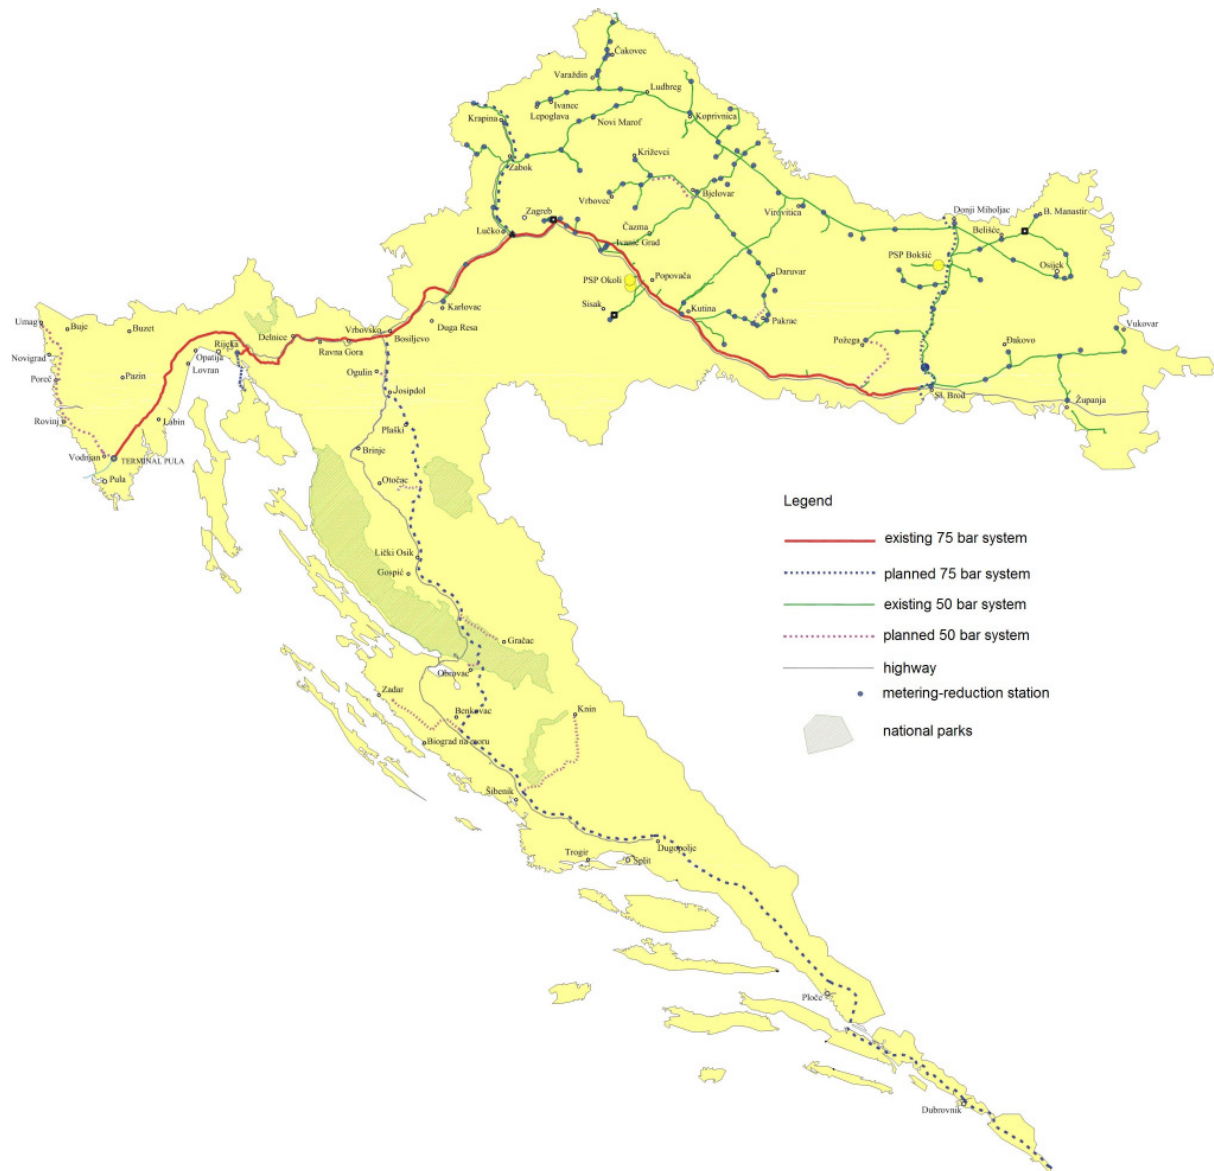 Čakovec
Varaždin
Ludbreg
Ivanec
Lepoglava
Krapina
Novi Marof
Koprivnica
Križevci
Zabok
Vrbovec
Bjelovar
Zagreb
Virovitica
Donji Miholjac
B. Manastir
Lučko
Čazma
Belišće
Ivanić Grad
PSP Bokšić
Osijek
PSP Okoli
Popovača
Daruvar
Sisak
Kutina
Pakrac
Karlovac
Umag
Buje
Buzet
Vrbovsko
Duga Resa
Vukovar
Delnice
Bosiljevo
Požega
Đakovo
Rijeka
Ravna Gora
Novigrad
Opatija
Lovran
Ogulin
Poreč
Pazin
Josipdol
Sl. Brod
Županja
Rovinj
Labin
Plaški
Vodnjan
TERMINAL PULA
Brinje
Pula
Otočac
Legend
existing 75 bar system
planned 75 bar system
existing 50 bar system
planned 50 bar system
highway
metering-reduction station
national parks
Lički Osik
Gospić
Gračac
Obrovac
Zadar
Benkovac
Knin
Biograd na moru
Šibenik
Dugopolje
Trogir
Split
Ploče
Dubrovnik